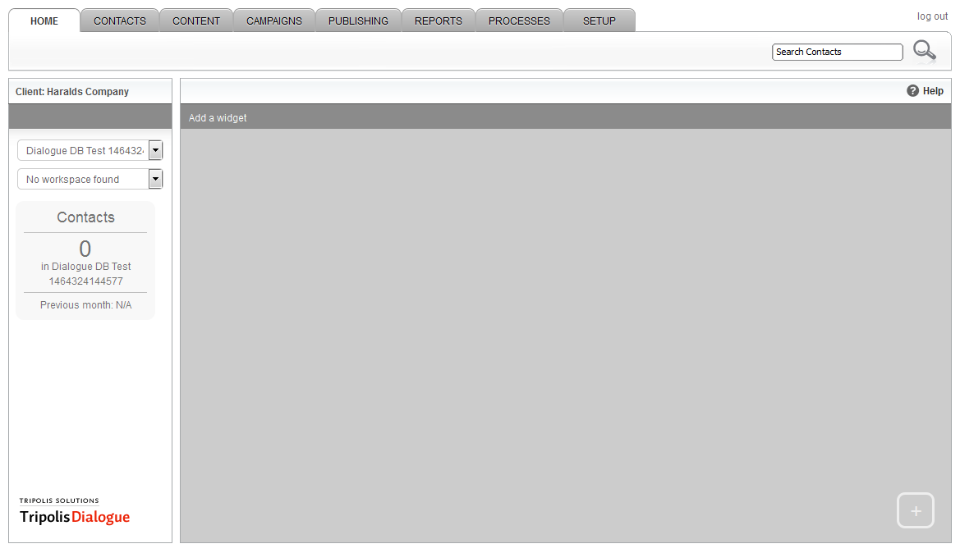 HOME CONTACTS CONTENT CAMPAIGNS PUBLISHING REPORTS PROCESSES SETUP log out
Search Contacts
Client: Haralds Company
Help
Add a widget
Dialogue DB Test 146432
No workspace found
Contacts
0
in Dialogue DB Test
1464324144577
Previous month: N/A
TRIPOLIS SOLUTIONS
TripolisDialogue